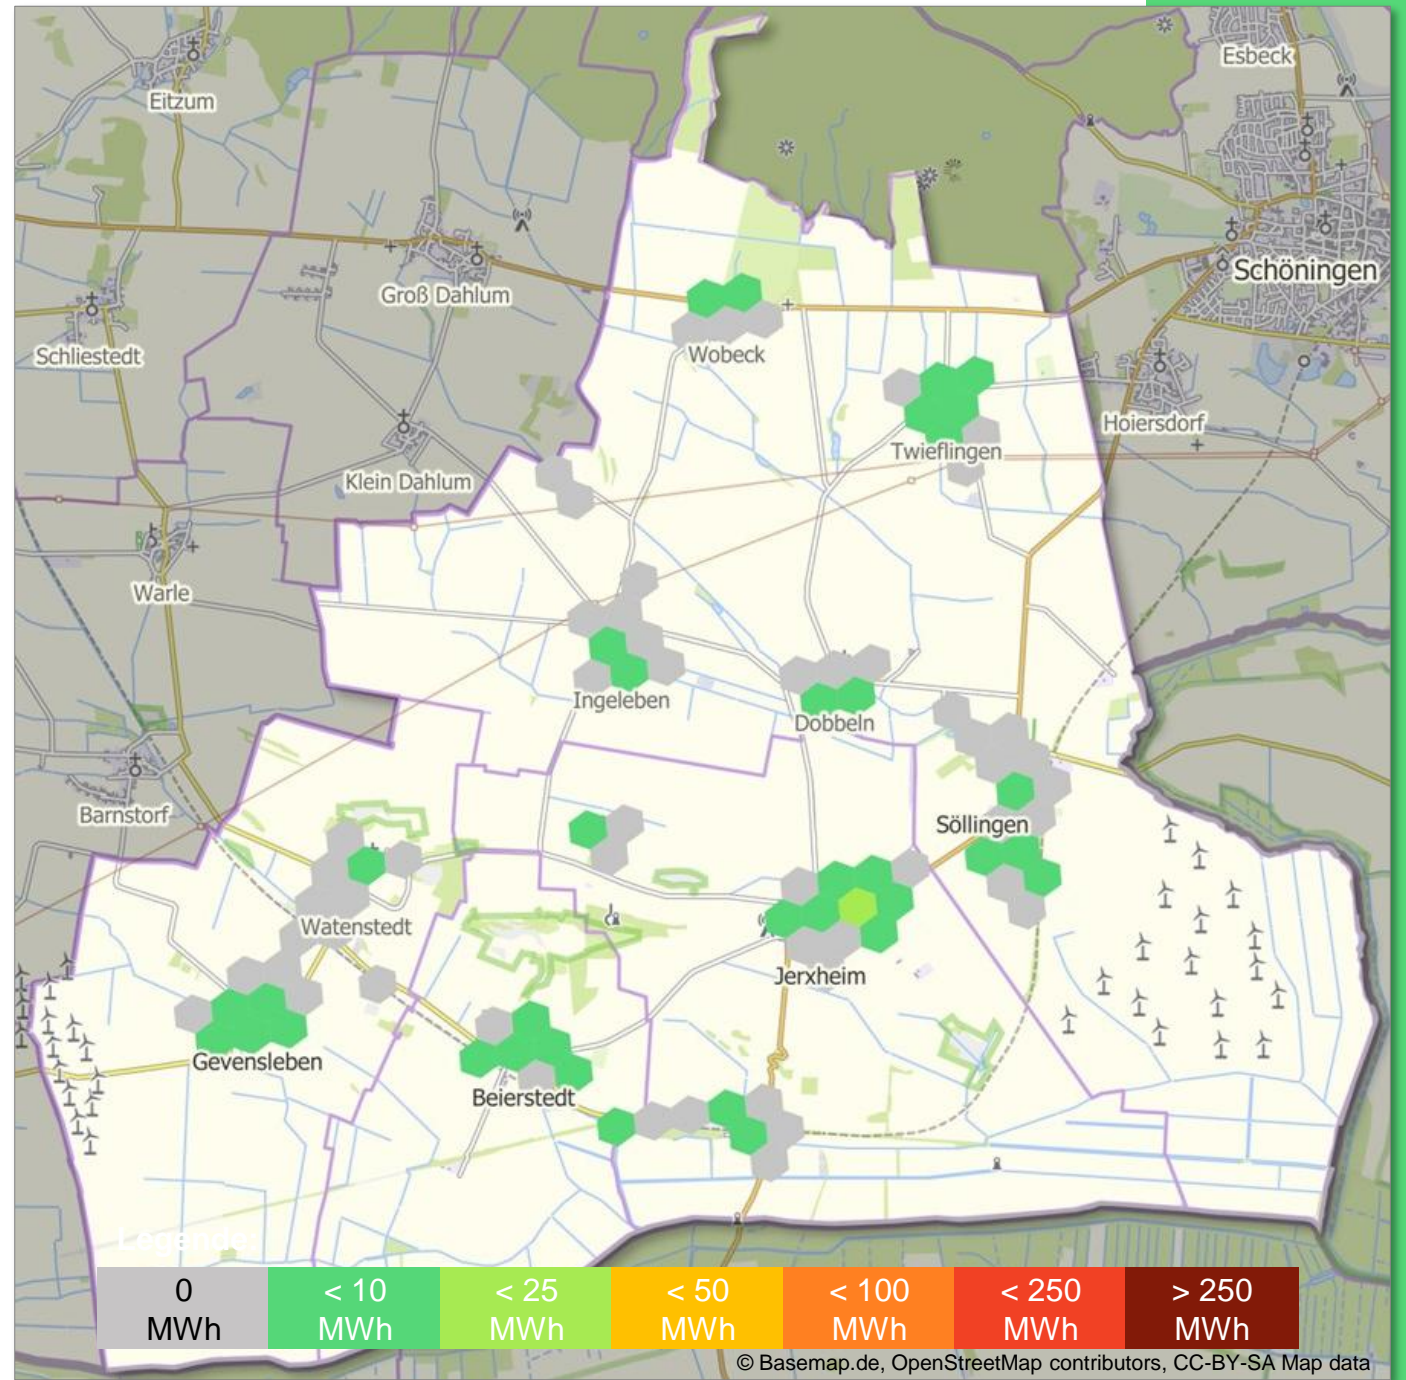 Esbeck
Eitzum
Schöningen
Groß Dahlum
Schliestedt
Wobeck
Hoiersdorf
Twieflingen
Klein Dahlum
Warle
Ingeleben
Dobbeln
Barnstorf
Söllingen
Watenstedt
Jerxheim
Gevensleben
Beierstedt
Legende:
0 MWh
< 10 MWh
< 25 MWh
< 50 MWh
< 100 MWh
< 250 MWh
> 250 MWh
© Basemap.de, OpenStreetMap contributors, CC-BY-SA Map data